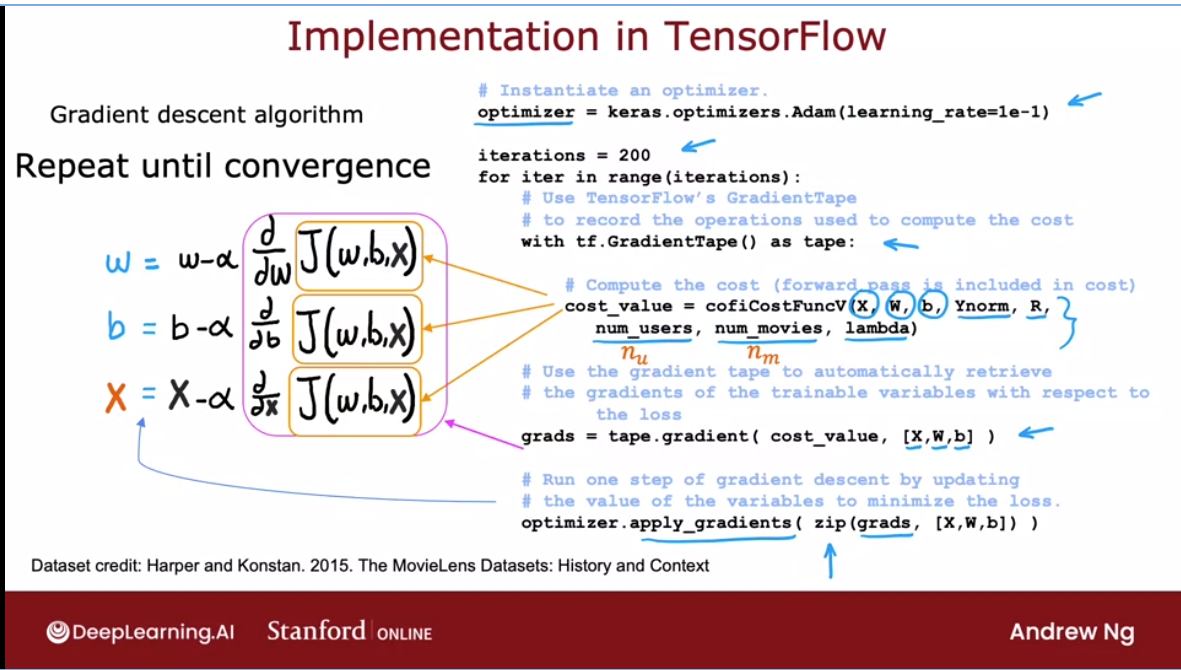 Implementation in TensorFlow
Gradient descent algorithm
Repeat until convergence
w = w-α ∂/∂w J(w,b,x)
b = b-α ∂/∂b J(w,b,x)
X = X-α ∂/∂x J(w,b,x)
# Instantiate an optimizer.
optimizer = keras.optimizers.Adam(learning_rate=1e-1)
iterations = 200
for iter in range(iterations):
# Use TensorFlow's GradientTape
# to record the operations used to compute the cost
with tf.GradientTape() as tape:
# Compute the cost (forward pass is included in cost)
cost_value = cofiCostFuncV(X, W, b, Ynorm, R,
num_users, num_movies, lambda)
nu nm
# Use the gradient tape to automatically retrieve
# the gradients of the trainable variables with respect to
the loss
grads = tape.gradient( cost_value, [X,W,b] )
# Run one step of gradient descent by updating
# the value of the variables to minimize the loss.
optimizer.apply_gradients( zip(grads, [X,W,b]) )
Dataset credit: Harper and Konstan. 2015. The MovieLens Datasets: History and Context
DeepLearning.AI Stanford ONLINE Andrew Ng